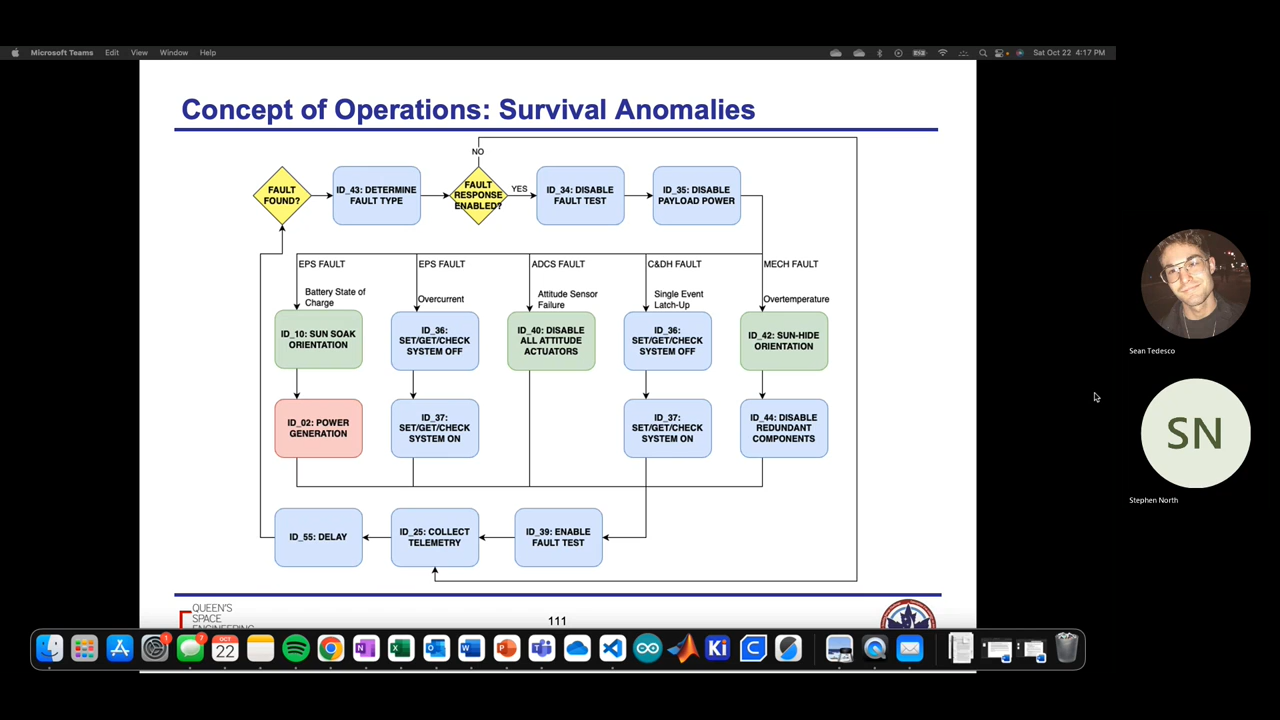 Microsoft Teams Edit View Window Help Sat Oct 22 4:17 PM
Concept of Operations: Survival Anomalies
NO
FAULT
FOUND?
ID_43: DETERMINE
FAULT TYPE
FAULT
RESPONSE
ENABLED?
YES
ID_34: DISABLE
FAULT TEST
ID_35: DISABLE
PAYLOAD POWER
EPS FAULT
EPS FAULT
ADCS FAULT
C&DH FAULT
MECH FAULT
Battery State of
Charge
Overcurrent
Attitude Sensor
Failure
Single Event
Latch-Up
Overtemperature
ID_10: SUN SOAK
ORIENTATION
ID_36:
SET/GET/CHECK
SYSTEM OFF
ID_40: DISABLE
ALL ATTITUDE
ACTUATORS
ID_36:
SET/GET/CHECK
SYSTEM OFF
ID_42: SUN-HIDE
ORIENTATION
ID_02: POWER
GENERATION
ID_37:
SET/GET/CHECK
SYSTEM ON
ID_37:
SET/GET/CHECK
SYSTEM ON
ID_44: DISABLE
REDUNDANT
COMPONENTS
ID_55: DELAY
ID_25: COLLECT
TELEMETRY
ID_39: ENABLE
FAULT TEST
QUEEN'S
SPACE
ENGINEERING
111
Sean Tedesco
SN
Stephen North
1
7
OCT
22
Ki